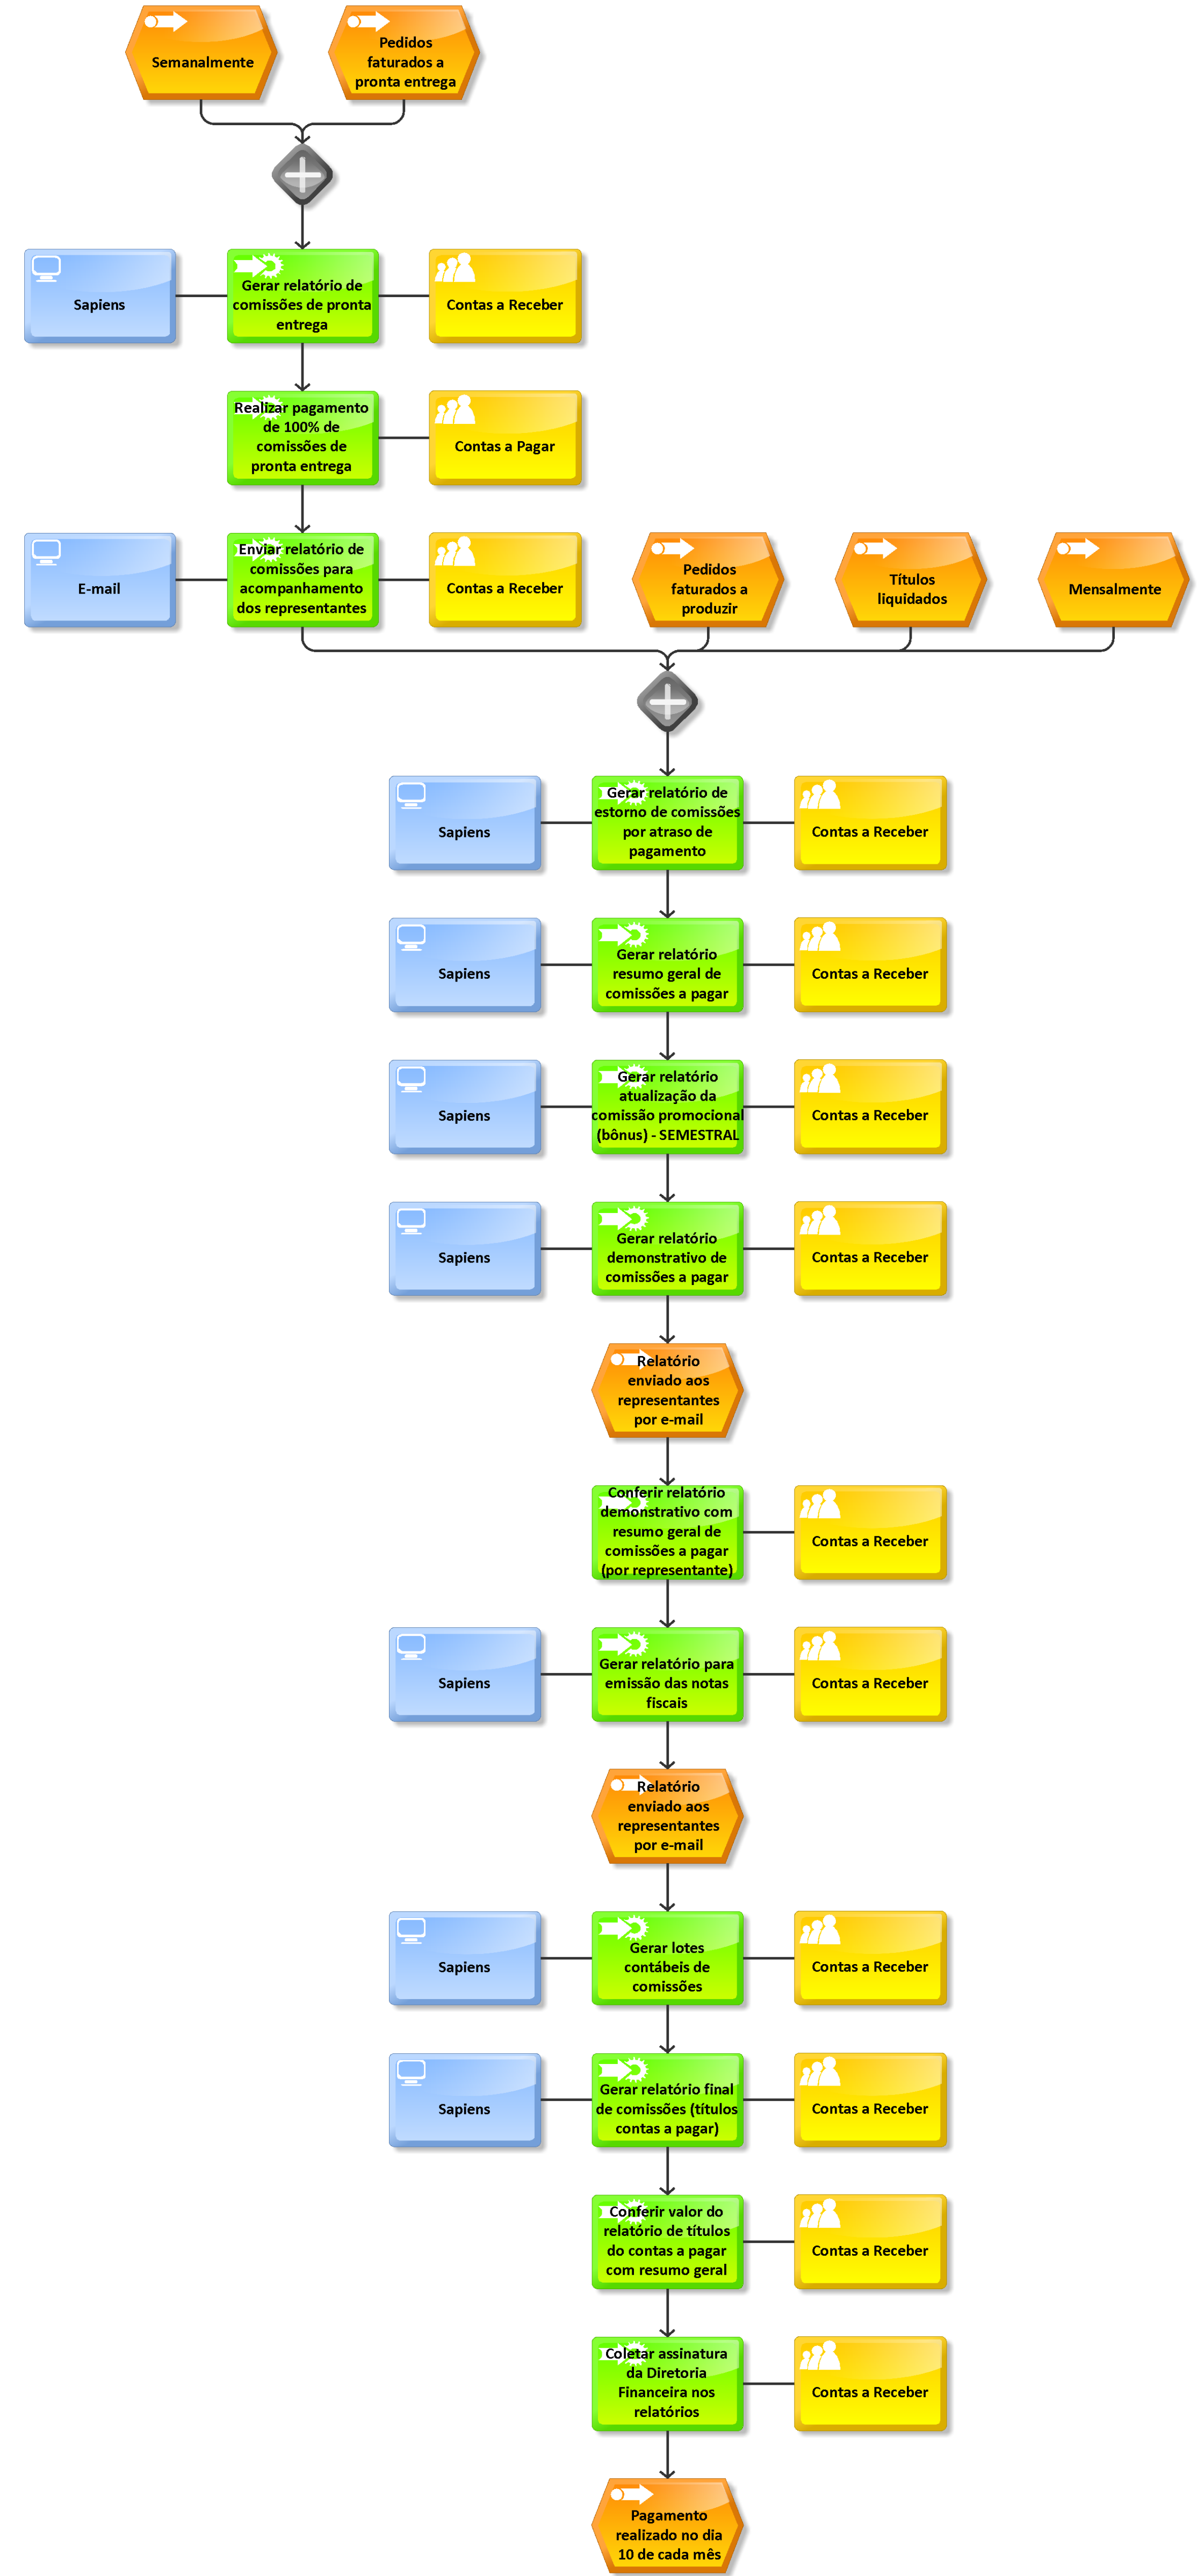 Semanalmente
Pedidos
faturados a
pronta entrega
Sapiens
Gerar relatório de
comissões de pronta
entrega
Contas a Receber
Realizar pagamento
de 100% de
comissões de
pronta entrega
Contas a Pagar
E-mail
Enviar relatório de
comissões para
acompanhamento
dos representantes
Contas a Receber
Pedidos
faturados a
produzir
Títulos
liquidados
Mensalmente
Sapiens
Gerar relatório de
estorno de comissões
por atraso de
pagamento
Contas a Receber
Sapiens
Gerar relatório
resumo geral de
comissões a pagar
Contas a Receber
Sapiens
Gerar relatório
atualização da
comissão promocional
(bônus) - SEMESTRAL
Contas a Receber
Sapiens
Gerar relatório
demonstrativo de
comissões a pagar
Contas a Receber
Relatório
enviado aos
representantes
por e-mail
Conferir relatório
demonstrativo com
resumo geral de
comissões a pagar
(por representante)
Contas a Receber
Sapiens
Gerar relatório para
emissão das notas
fiscais
Contas a Receber
Relatório
enviado aos
representantes
por e-mail
Sapiens
Gerar lotes
contábeis de
comissões
Contas a Receber
Sapiens
Gerar relatório final
de comissões (títulos
contas a pagar)
Contas a Receber
Conferir valor do
relatório de títulos
do contas a pagar
com resumo geral
Contas a Receber
Coletar assinatura
da Diretoria
Financeira nos
relatórios
Contas a Receber
Pagamento
realizado no dia
10 de cada mês